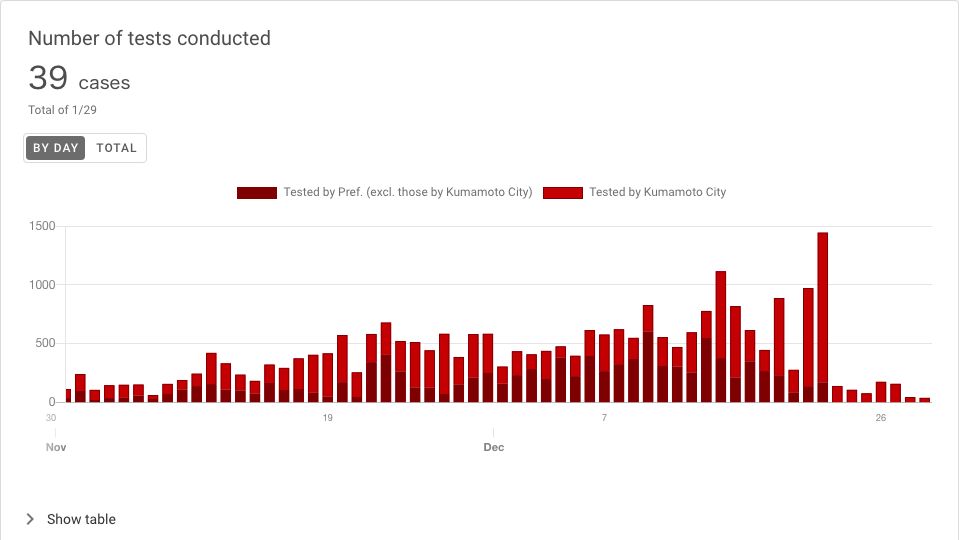 Number of tests conducted
39 cases
Total of 1/29
BY DAY TOTAL
Tested by Pref. (excl. those by Kumamoto City) Tested by Kumamoto City
1500
1000
500
0
30 19 7 26
Nov Dec
Show table